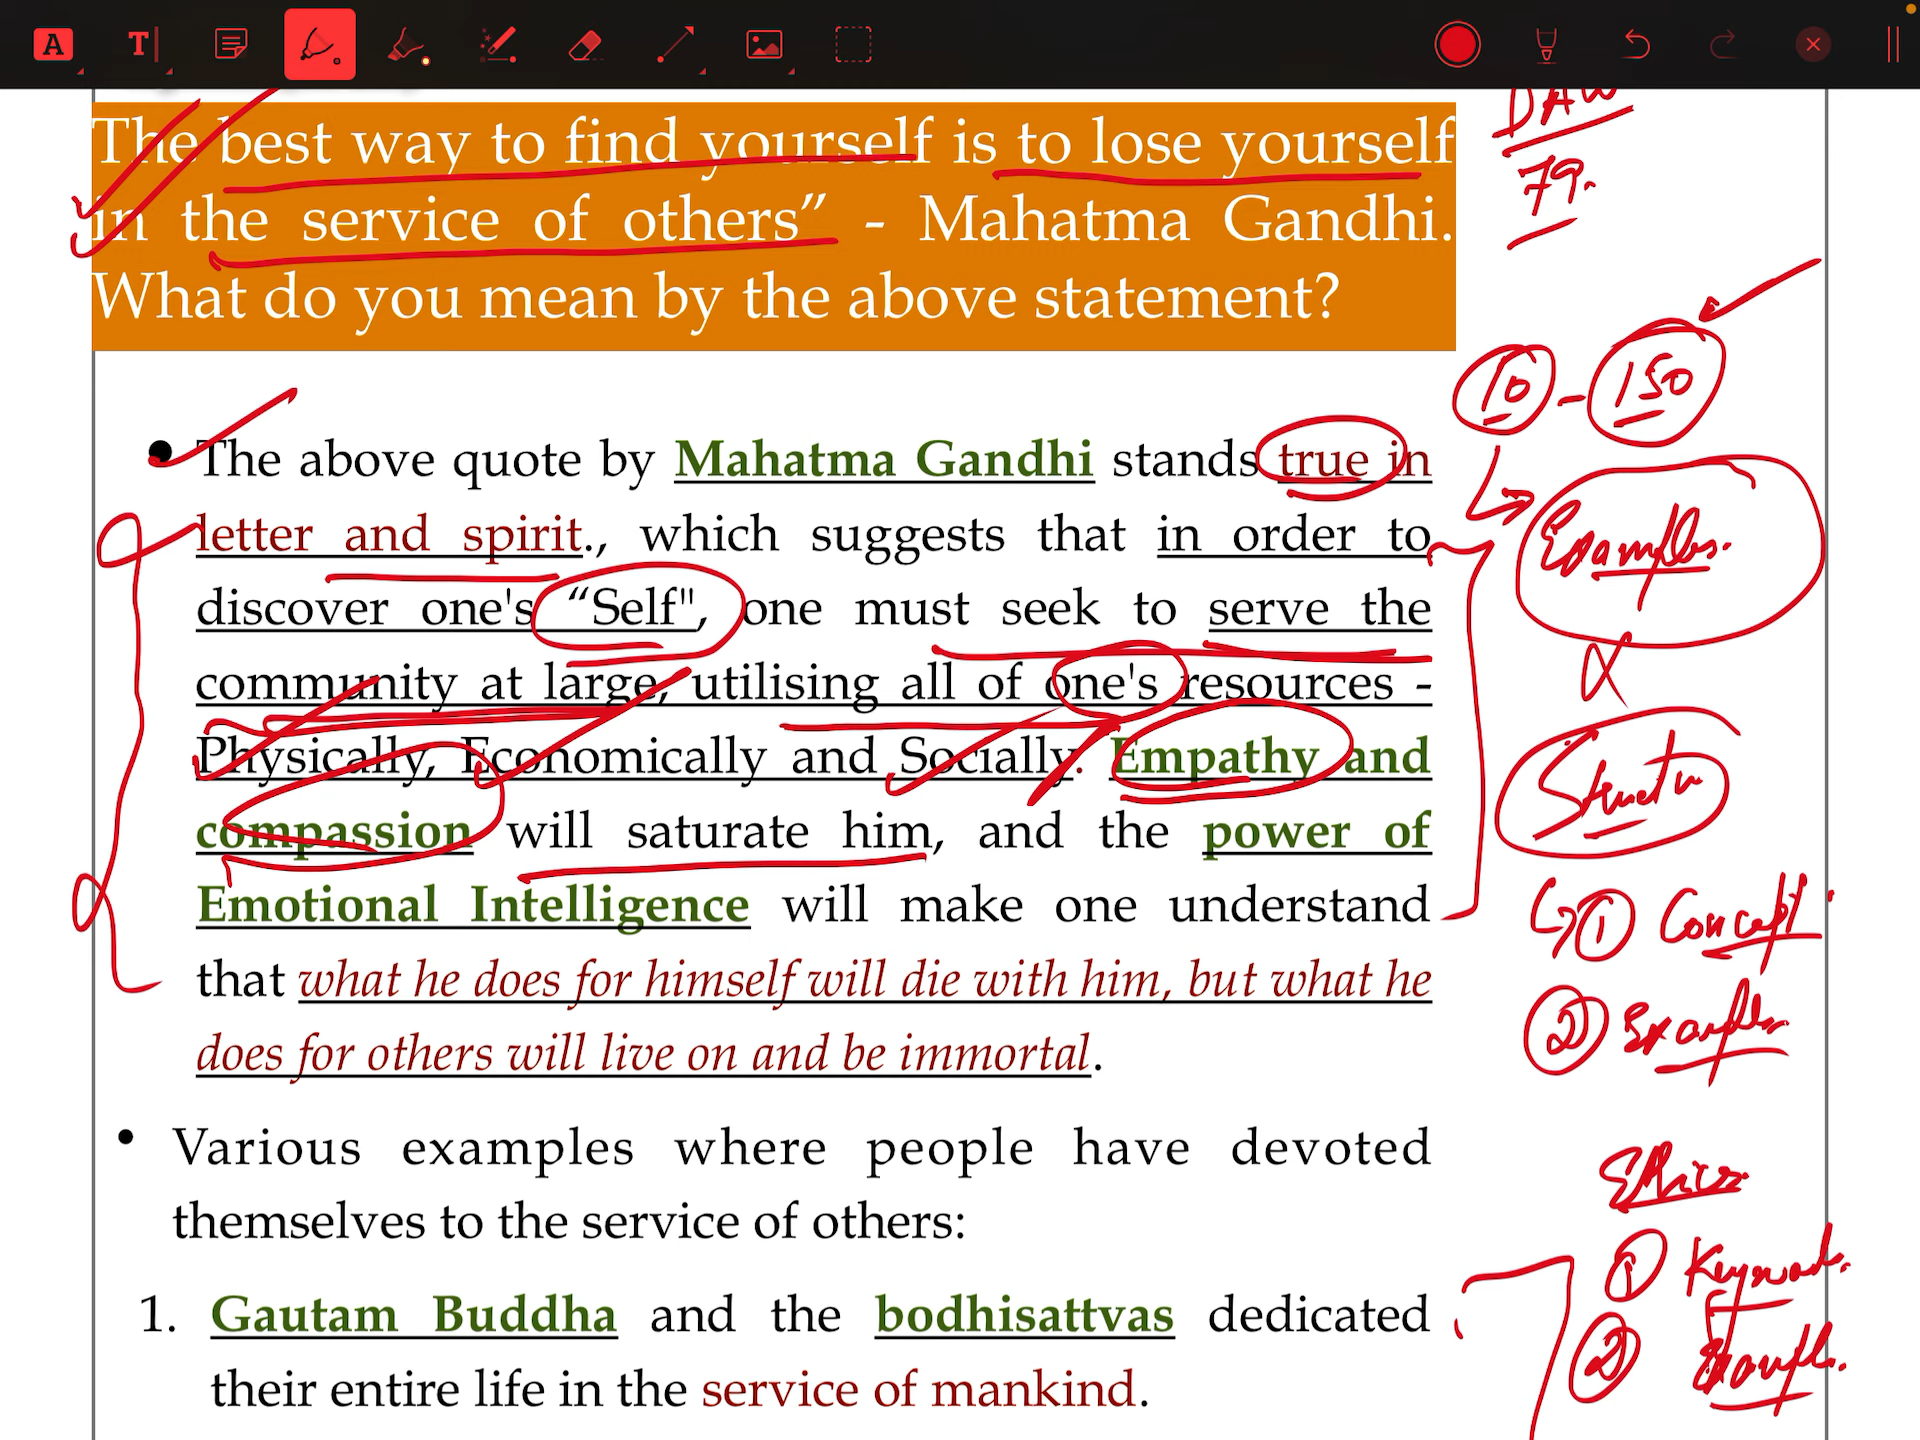 A
T
The best way to find yourself is to lose yourself
in the service of others” - Mahatma Gandhi.
What do you mean by the above statement?
DAW
79.
10 - 150
• The above quote by Mahatma Gandhi stands true in
letter and spirit., which suggests that in order to
discover one's “Self", one must seek to serve the
community at large, utilising all of one's resources -
Physically, Economically and Socially. Empathy and
compassion will saturate him, and the power of
Emotional Intelligence will make one understand
that what he does for himself will die with him, but what he
does for others will live on and be immortal.
Examples.
① Concept.
② Examples
• Various examples where people have devoted
themselves to the service of others:
Ethics
① Keywords.
②
1. Gautam Buddha and the bodhisattvas dedicated
their entire life in the service of mankind.